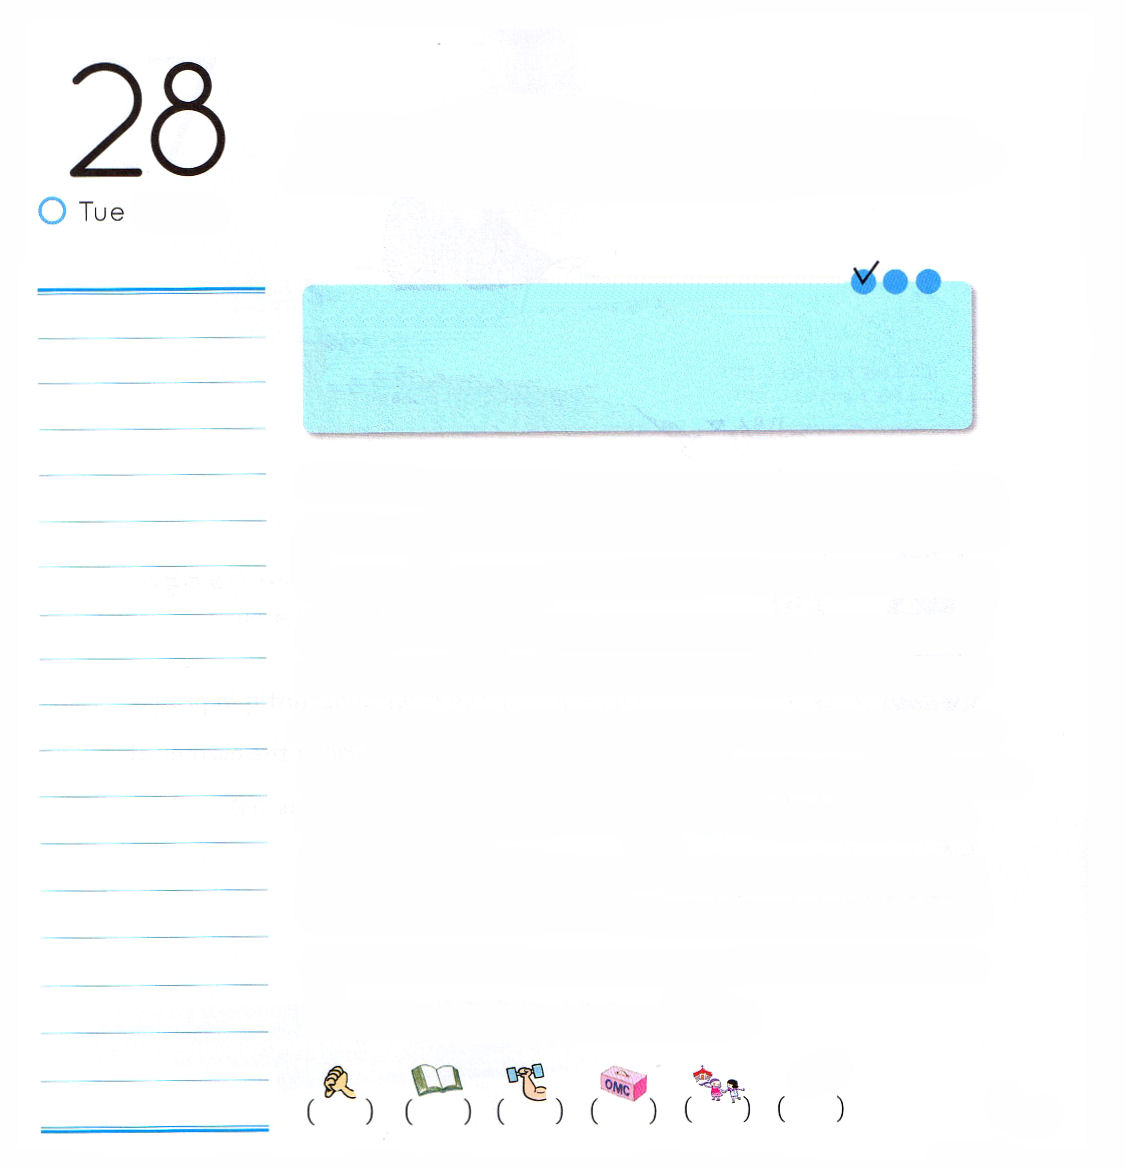 28
Tue
OMC
( ) ( ) ( ) ( ) ( ) ( )